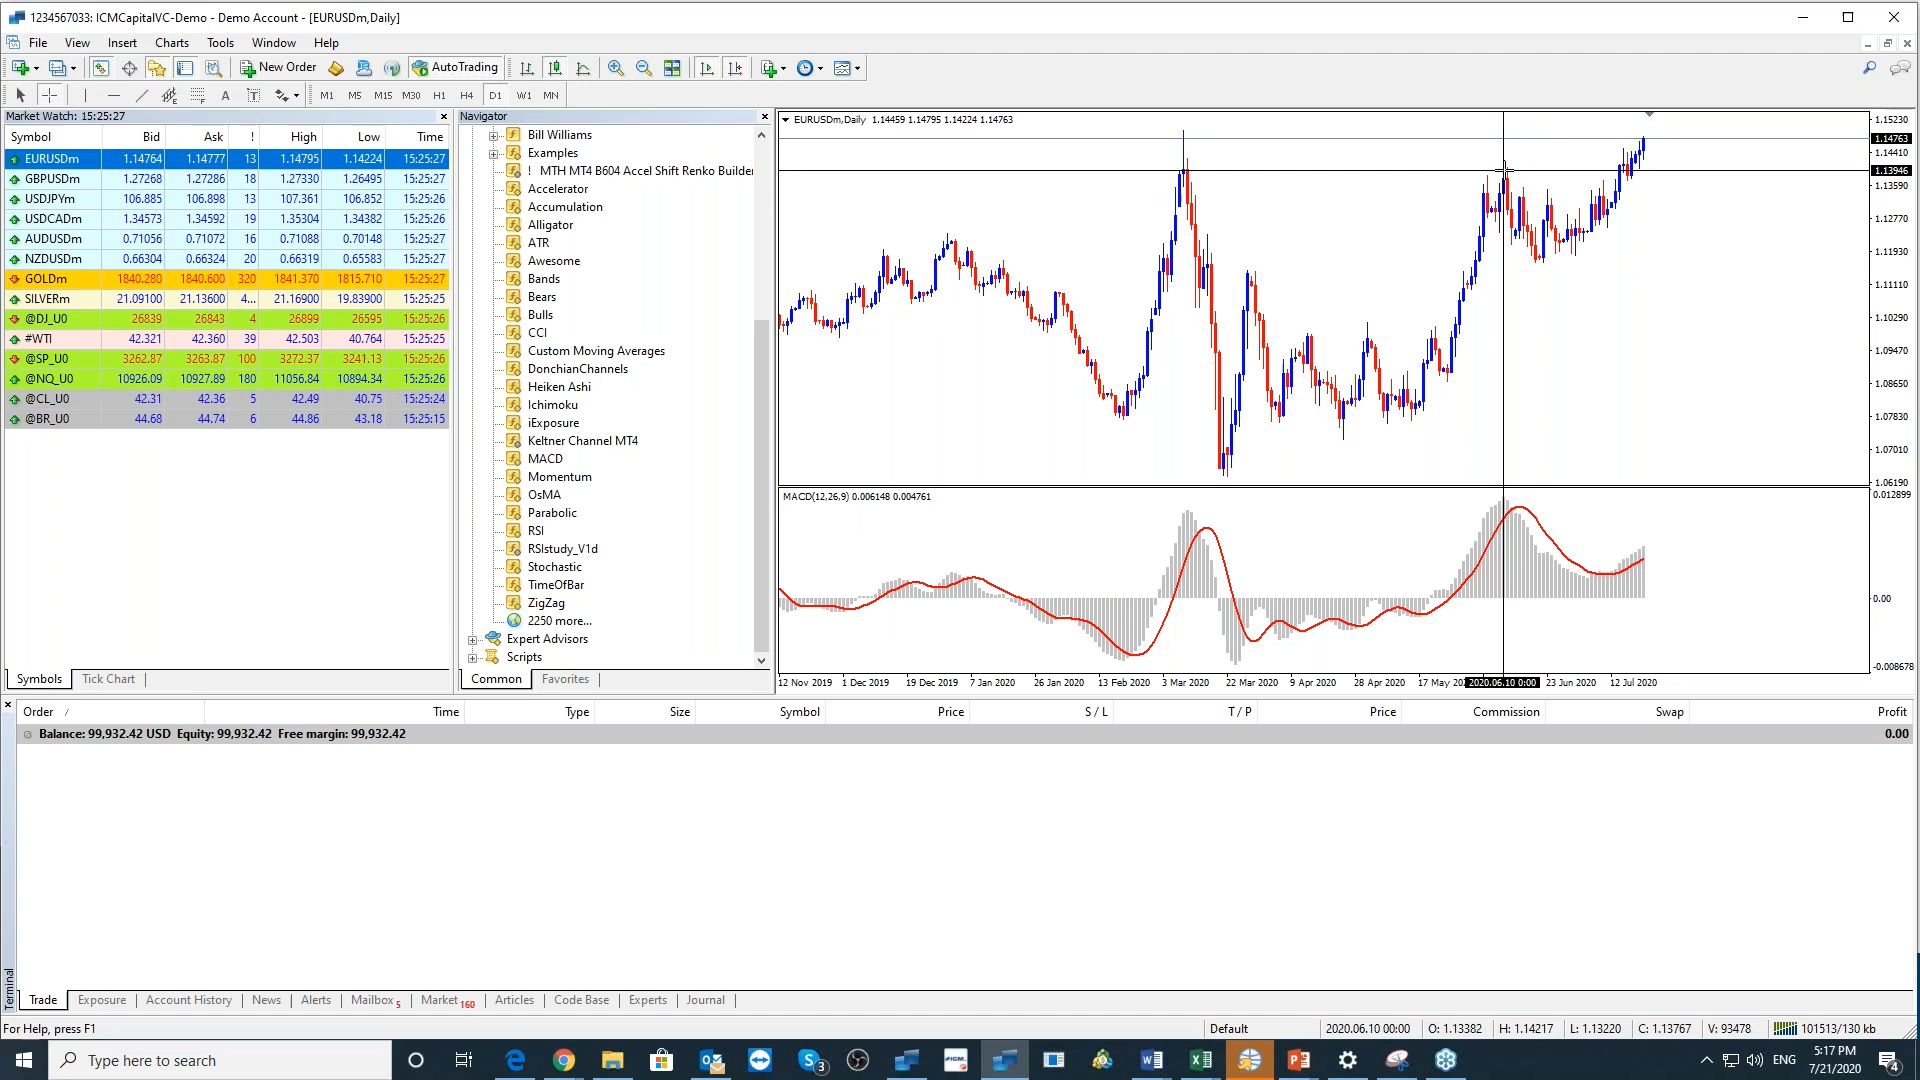 1234567033: ICMCapitalVC-Demo - Demo Account - [EURUSDm,Daily]
File View Insert Charts Tools Window Help
New Order AutoTrading
A T M1 M5 M15 M30 H1 H4 D1 W1 MN
Market Watch: 15:25:27
Symbol Bid Ask ! High Low Time
EURUSDm 1.14764 1.14777 13 1.14795 1.14224 15:25:27
GBPUSDm 1.27268 1.27286 18 1.27330 1.26495 15:25:27
USDJPYm 106.885 106.898 13 107.361 106.852 15:25:26
USDCADm 1.34573 1.34592 19 1.35304 1.34382 15:25:26
AUDUSDm 0.71056 0.71072 16 0.71088 0.70148 15:25:27
NZDUSDm 0.66304 0.66324 20 0.66319 0.65583 15:25:27
GOLDm 1840.280 1840.600 320 1841.370 1815.710 15:25:27
SILVERm 21.09100 21.13600 4... 21.16900 19.83900 15:25:25
@DJ_U0 26839 26843 4 26899 26595 15:25:26
#WTI 42.321 42.360 39 42.503 40.764 15:25:25
@SP_U0 3262.87 3263.87 100 3272.37 3241.13 15:25:26
@NQ_U0 10926.09 10927.89 180 11056.84 10894.34 15:25:26
@CL_U0 42.31 42.36 5 42.49 40.75 15:25:24
@BR_U0 44.68 44.74 6 44.86 43.18 15:25:15
Symbols Tick Chart
Navigator
Bill Williams
Examples
! MTH MT4 B604 Accel Shift Renko Builder
Accelerator
Accumulation
Alligator
ATR
Awesome
Bands
Bears
Bulls
CCI
Custom Moving Averages
DonchianChannels
Heiken Ashi
Ichimoku
iExposure
Keltner Channel MT4
MACD
Momentum
OsMA
Parabolic
RSI
RSIstudy_V1d
Stochastic
TimeOfBar
ZigZag
2250 more...
Expert Advisors
Scripts
Common Favorites
EURUSDm,Daily 1.14459 1.14795 1.14224 1.14763
1.15230
1.14763
1.14410
1.13946
1.13590
1.12770
1.11930
1.11110
1.10290
1.09470
1.08650
1.07830
1.07010
1.06190
MACD(12,26,9) 0.006148 0.004761
0.012899
0.00
-0.008678
12 Nov 2019 1 Dec 2019 19 Dec 2019 7 Jan 2020 26 Jan 2020 13 Feb 2020 3 Mar 2020 22 Mar 2020 9 Apr 2020 28 Apr 2020 17 May 202 2020.06.10 0:00 23 Jun 2020 12 Jul 2020
Order / Time Type Size Symbol Price S / L T / P Price Commission Swap Profit
Balance: 99,932.42 USD Equity: 99,932.42 Free margin: 99,932.42 0.00
Terminal
Trade Exposure Account History News Alerts Mailbox 5 Market 160 Articles Code Base Experts Journal
For Help, press F1 Default 2020.06.10 00:00 O: 1.13382 H: 1.14217 L: 1.13220 C: 1.13767 V: 93478 101513/130 kb
Type here to search
ENG 5:17 PM
7/21/2020
4